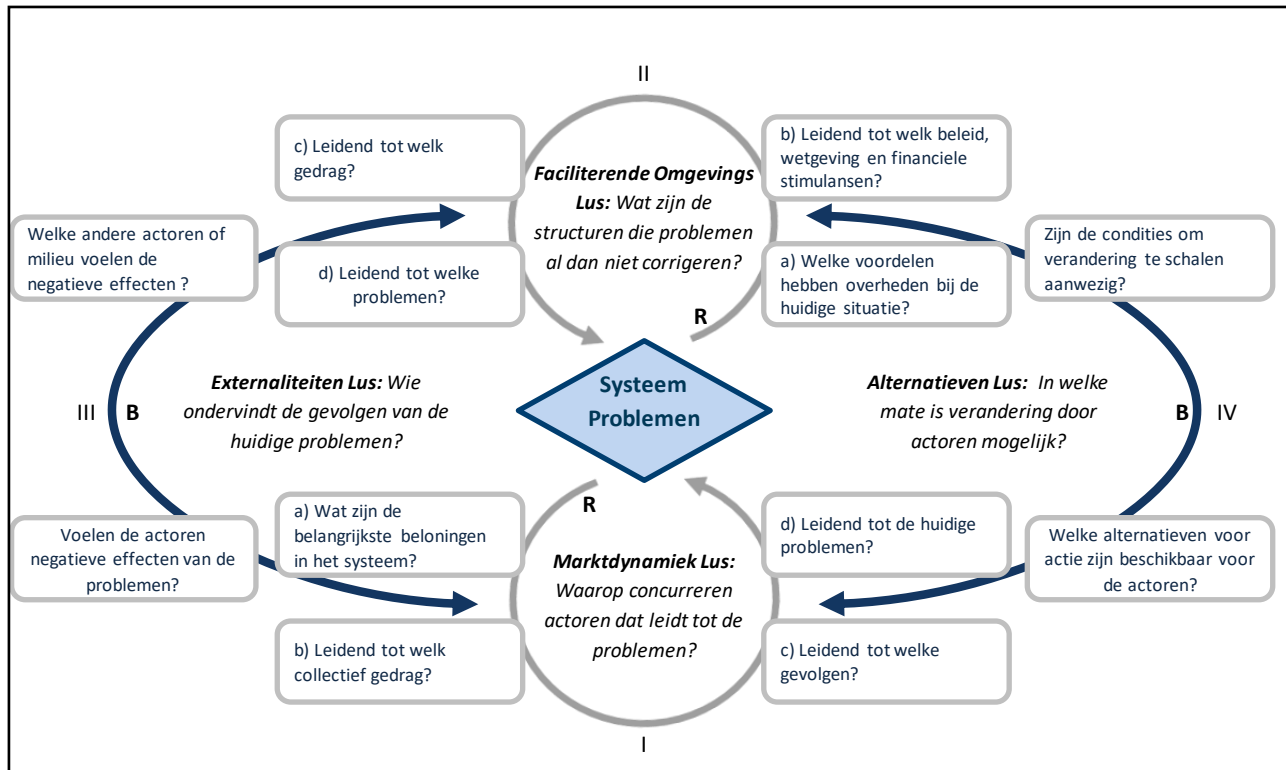 II
c) Leidend tot welk
gedrag?
Faciliterende Omgevings
Lus: Wat zijn de
structuren die problemen
al dan niet corrigeren?
b) Leidend tot welk beleid,
wetgeving en financiele
stimulansen?
Welke andere actoren of
milieu voelen de
negatieve effecten ?
d) Leidend tot welke
problemen?
a) Welke voordelen
hebben overheden bij de
huidige situatie?
Zijn de condities om
verandering te schalen
aanwezig?
R
III
B
Externaliteiten Lus: Wie
ondervindt de gevolgen van de
huidige problemen?
Systeem
Problemen
Alternatieven Lus: In welke
mate is verandering door
actoren mogelijk?
B
IV
Voelen de actoren
negatieve effecten van de
problemen?
a) Wat zijn de
belangrijkste beloningen
in het systeem?
R
Marktdynamiek Lus:
Waarop concurreren
actoren dat leidt tot de
problemen?
d) Leidend tot de huidige
problemen?
Welke alternatieven voor
actie zijn beschikbaar voor
de actoren?
b) Leidend tot welk
collectief gedrag?
c) Leidend tot welke
gevolgen?
I